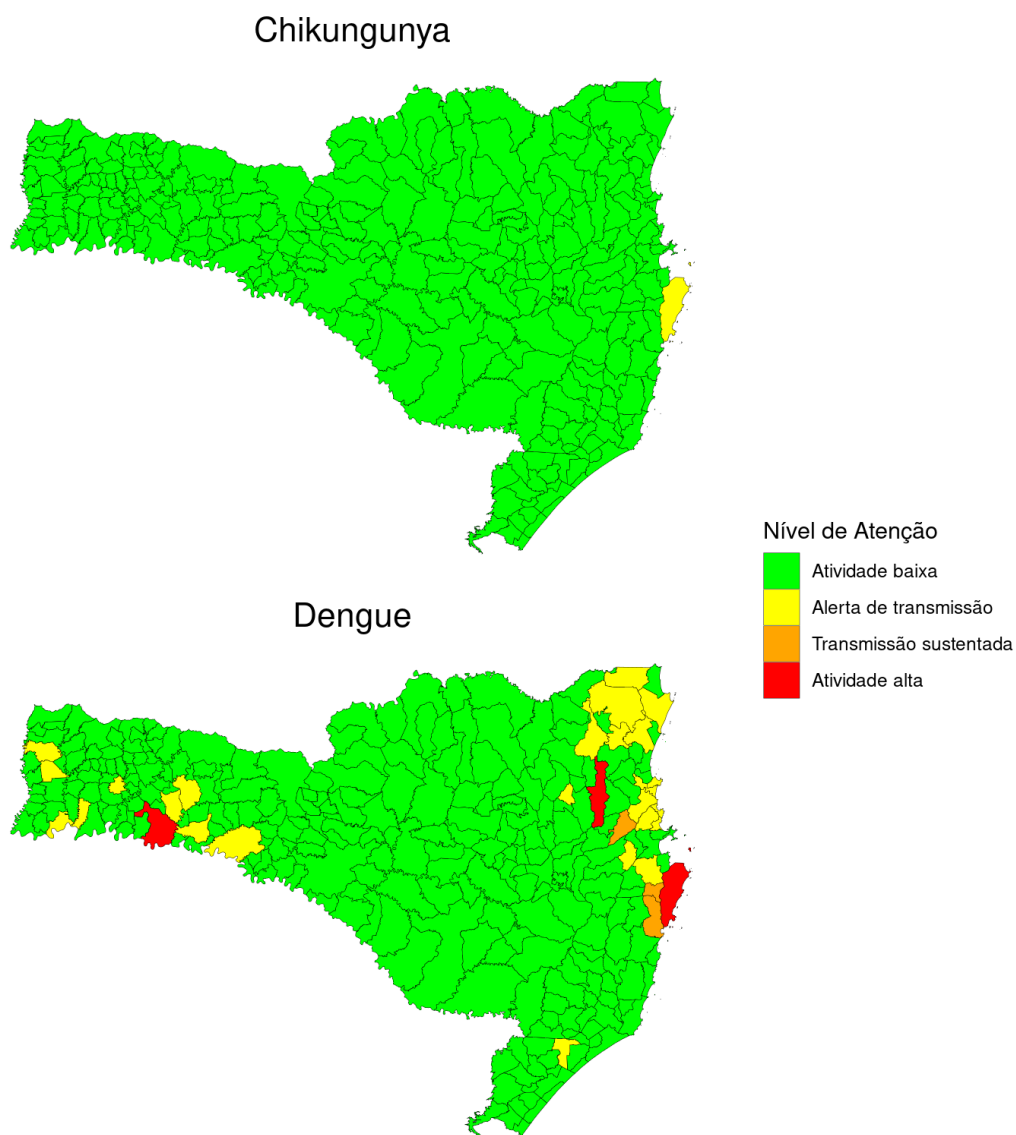 Chikungunya
Nível de Atenção
Atividade baixa
Alerta de transmissão
Transmissão sustentada
Atividade alta
Dengue